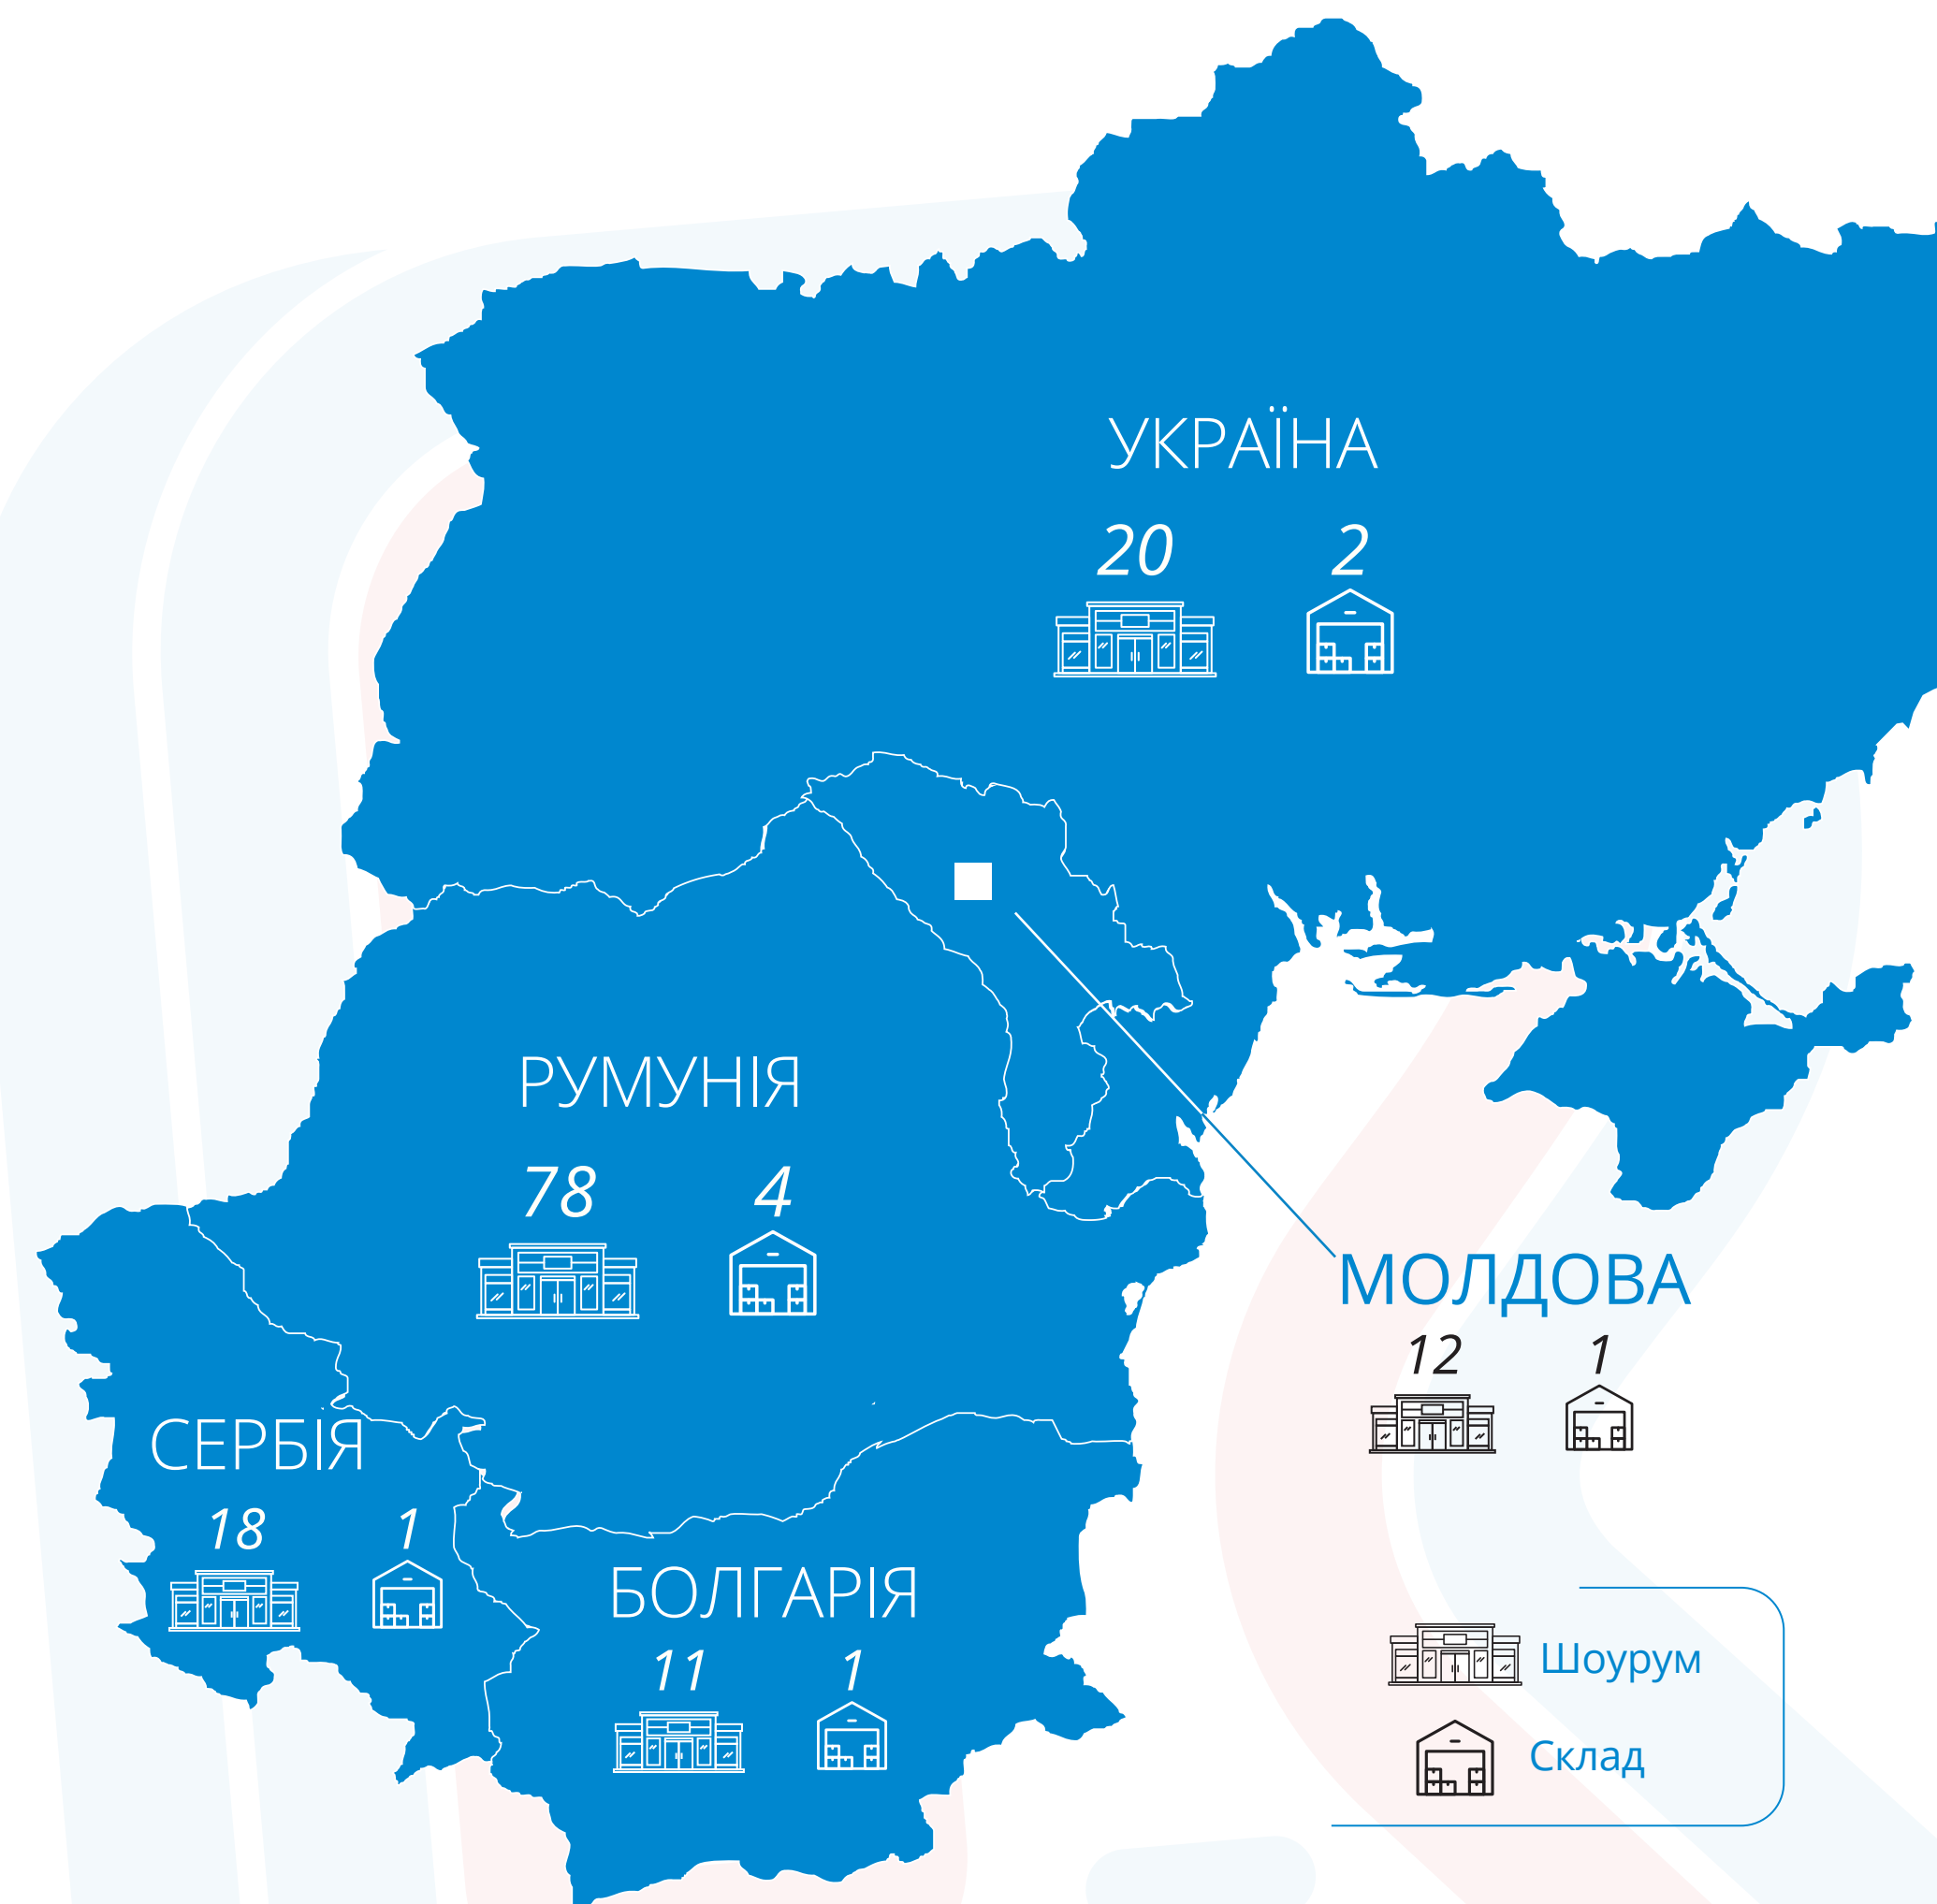 УКРАЇНА
20 2
РУМУНІЯ
78 4
МОЛДОВА
12 1
СЕРБІЯ
18 1
БОЛГАРІЯ
11 1
Шоурум
Склад